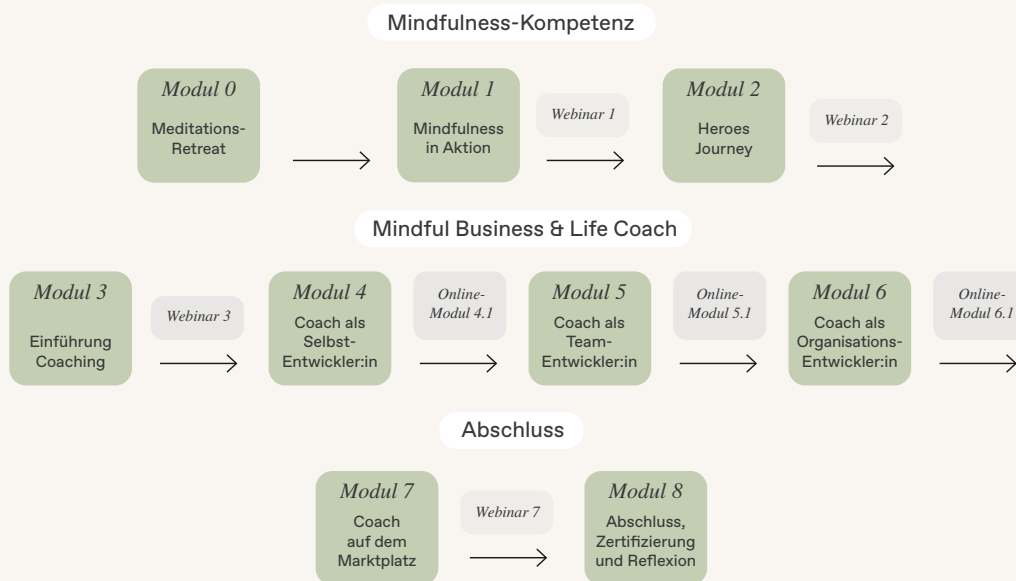 Mindfulness-Kompetenz
Modul 0
Meditations-
Retreat
Modul 1
Mindfulness
in Aktion
Webinar 1
Modul 2
Heroes
Journey
Webinar 2
Mindful Business & Life Coach
Modul 3
Einführung
Coaching
Webinar 3
Modul 4
Coach als
Selbst-
Entwickler:in
Online-
Modul 4.1
Modul 5
Coach als
Team-
Entwickler:in
Online-
Modul 5.1
Modul 6
Coach als
Organisations-
Entwickler:in
Online-
Modul 6.1
Abschluss
Modul 7
Coach
auf dem
Marktplatz
Webinar 7
Modul 8
Abschluss,
Zertifizierung
und Reflexion